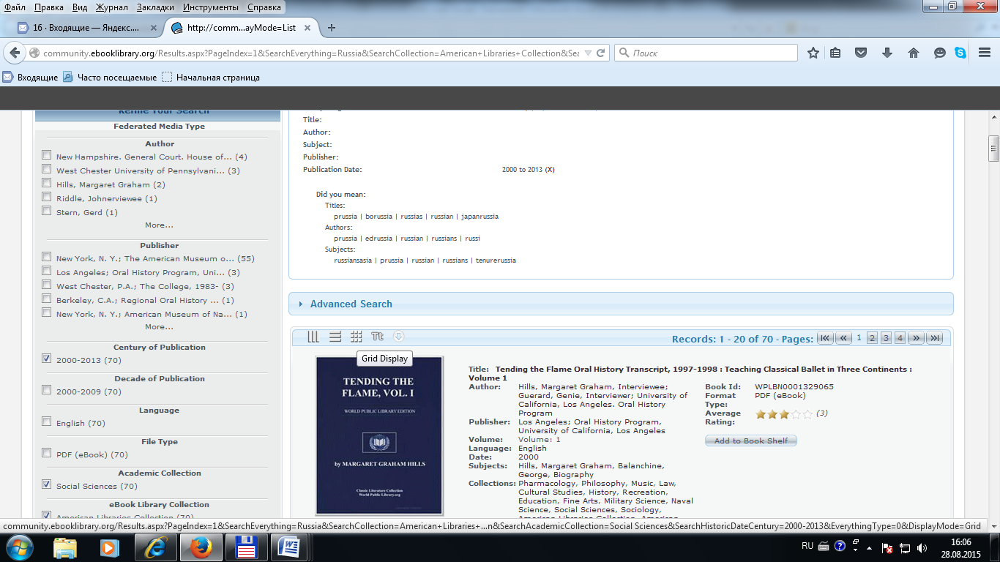 Файл Правка Вид Журнал Закладки Инструменты Справка
16 · Входящие — Яндекс....
http://comm...ayMode=List
community.ebooklibrary.org/Results.aspx?PageIndex=1&SearchEverything=Russia&SearchCollection=American+Libraries+Collection&Sea
Поиск
Входящие Часто посещаемые Начальная страница
Refine Your Search
Federated Media Type
Author
New Hampshire. General Court. House of... (4)
West Chester University of Pennsylvani... (3)
Hills, Margaret Graham (2)
Riddle, Johnerviewee (1)
Stern, Gerd (1)
More...
Publisher
New York, N. Y.; The American Museum o... (55)
Los Angeles; Oral History Program, Uni... (3)
West Chester, P.A.; The College, 1983- (3)
Berkeley, C.A.; Regional Oral History ... (1)
New York, N. Y.; American Museum of Na... (1)
More...
Century of Publication
2000-2013 (70)
Decade of Publication
2000-2009 (70)
Language
English (70)
File Type
PDF (eBook) (70)
Academic Collection
Social Sciences (70)
eBook Library Collection
American Libraries Collection (70)
Title:
Author:
Subject:
Publisher:
Publication Date: 2000 to 2013 (X)
Did you mean:
Titles:
prussia | borussia | russias | russian | japanrussia
Authors:
prussia | edrussia | russian | russians | russi
Subjects:
russiansasia | prussia | russian | russians | tenurerussia
Advanced Search
Tt
Records: 1 - 20 of 70 - Pages: 1 2 3 4
Grid Display
TENDING THE
FLAME, VOL. I
WORLD PUBLIC LIBRARY EDITION
by MARGARET GRAHAM HILLS
Classic Literature Collection
World Public Library.org
Title: Tending the Flame Oral History Transcript, 1997-1998 : Teaching Classical Ballet in Three Continents :
Volume 1
Author: Hills, Margaret Graham, Interviewee;
Guerard, Genie, Interviewer; University of
California, Los Angeles. Oral History
Program
Publisher: Los Angeles; Oral History Program,
University of California, Los Angeles
Volume: Volume: 1
Language: English
Date: 2000
Subjects: Hills, Margaret Graham, Balanchine,
George, Biography
Collections: Pharmacology, Philosophy, Music, Law,
Cultural Studies, History, Recreation,
Education, Fine Arts, Military Science, Naval
Science, Social Sciences, Sociology,
American Libraries Collection, American
Book Id: WPLBN0001329065
Format
Type: PDF (eBook)
Average
Rating: (3)
Add to Book Shelf
community.ebooklibrary.org/Results.aspx?PageIndex=1&SearchEverything=Russia&SearchCollection=American+Libraries+...n&SearchAcademicCollection=Social Sciences&SearchHistoricDateCentury=2000-2013&EverythingType=0&DisplayMode=Grid
RU
16:06
28.08.2015